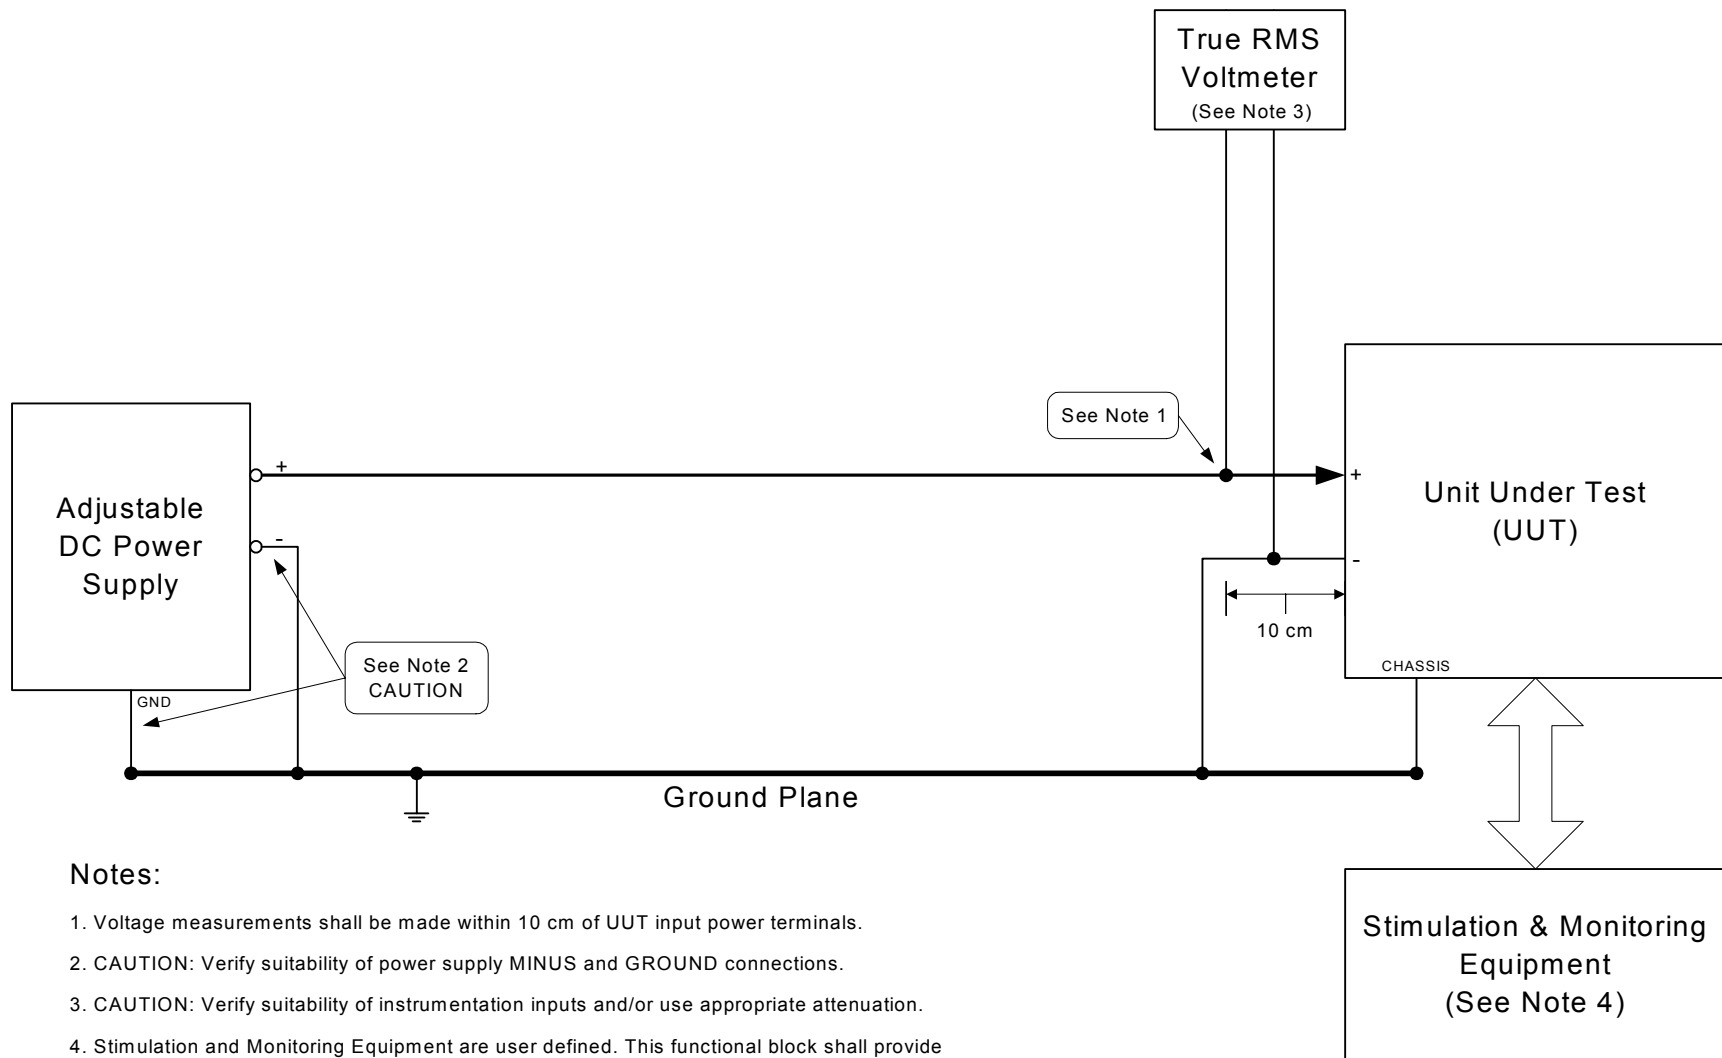 True RMS
Voltmeter
(See Note 3)
See Note 1
+
+
Adjustable
DC Power
Supply
-
Unit Under Test
(UUT)
-
10 cm
See Note 2
CAUTION
CHASSIS
GND
Ground Plane
Notes:
1. Voltage measurements shall be made within 10 cm of UUT input power terminals.
2. CAUTION: Verify suitability of power supply MINUS and GROUND connections.
3. CAUTION: Verify suitability of instrumentation inputs and/or use appropriate attenuation.
4. Stimulation and Monitoring Equipment are user defined. This functional block shall provide
Stimulation & Monitoring
Equipment
(See Note 4)